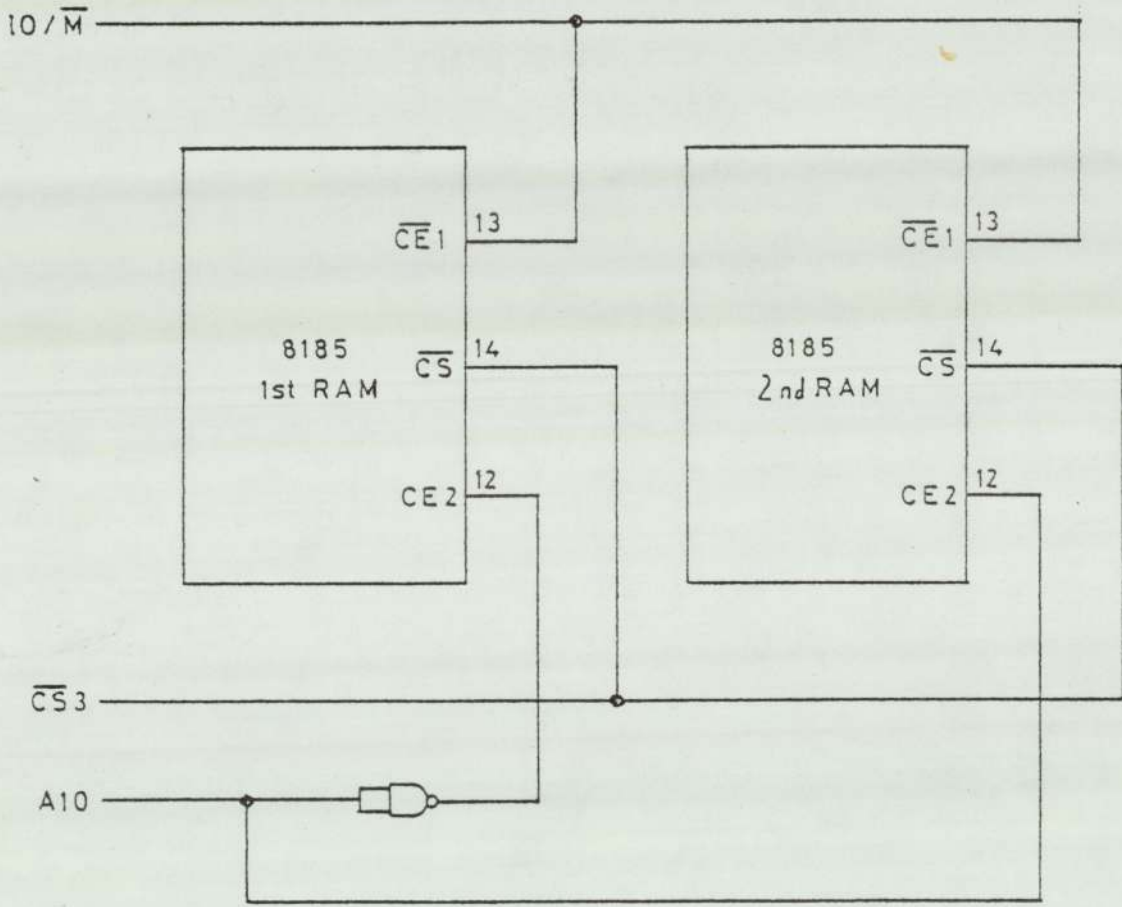 IO/M̅
C̅E̅1 13
C̅E̅1 13
8185
1st RAM
C̅S̅ 14
8185
2nd RAM
C̅S̅ 14
CE2 12
CE2 12
C̅S̅3
A10